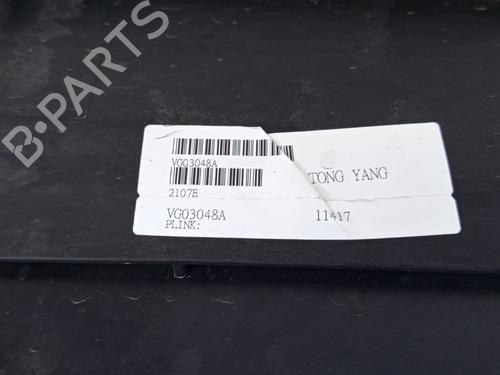 B-PARTS
VG03048A
2107E
TONG YANG
VG03048A 11417
PLINK: